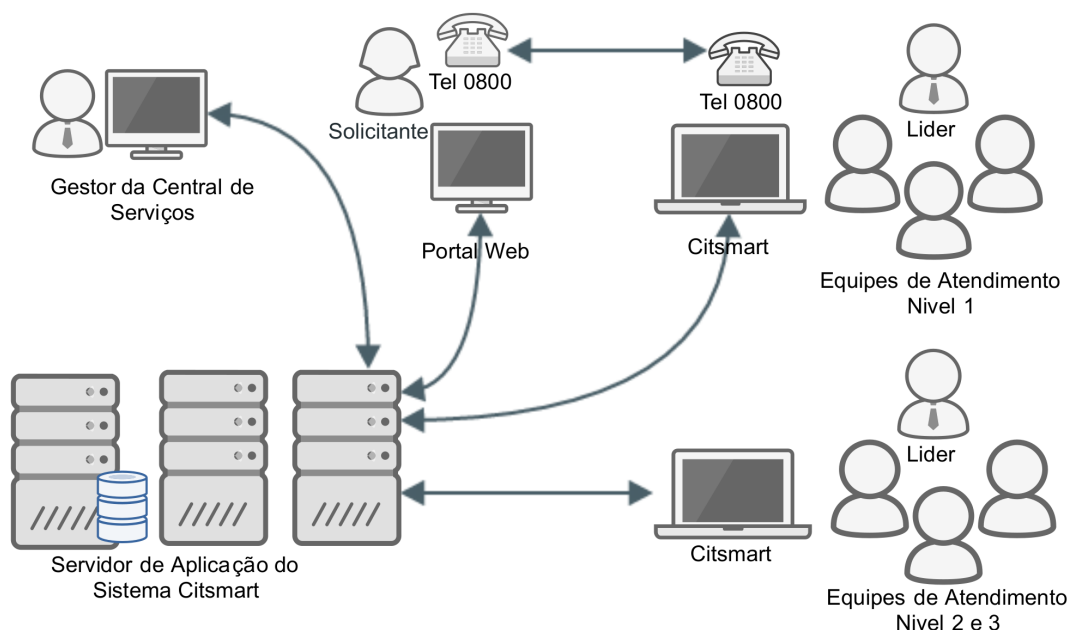 Tel 0800
Tel 0800
Solicitante
Lider
Gestor da Central de
Serviços
Portal Web
Citsmart
Equipes de Atendimento
Nivel 1
Lider
Citsmart
Servidor de Aplicação do
Sistema Citsmart
Equipes de Atendimento
Nivel 2 e 3